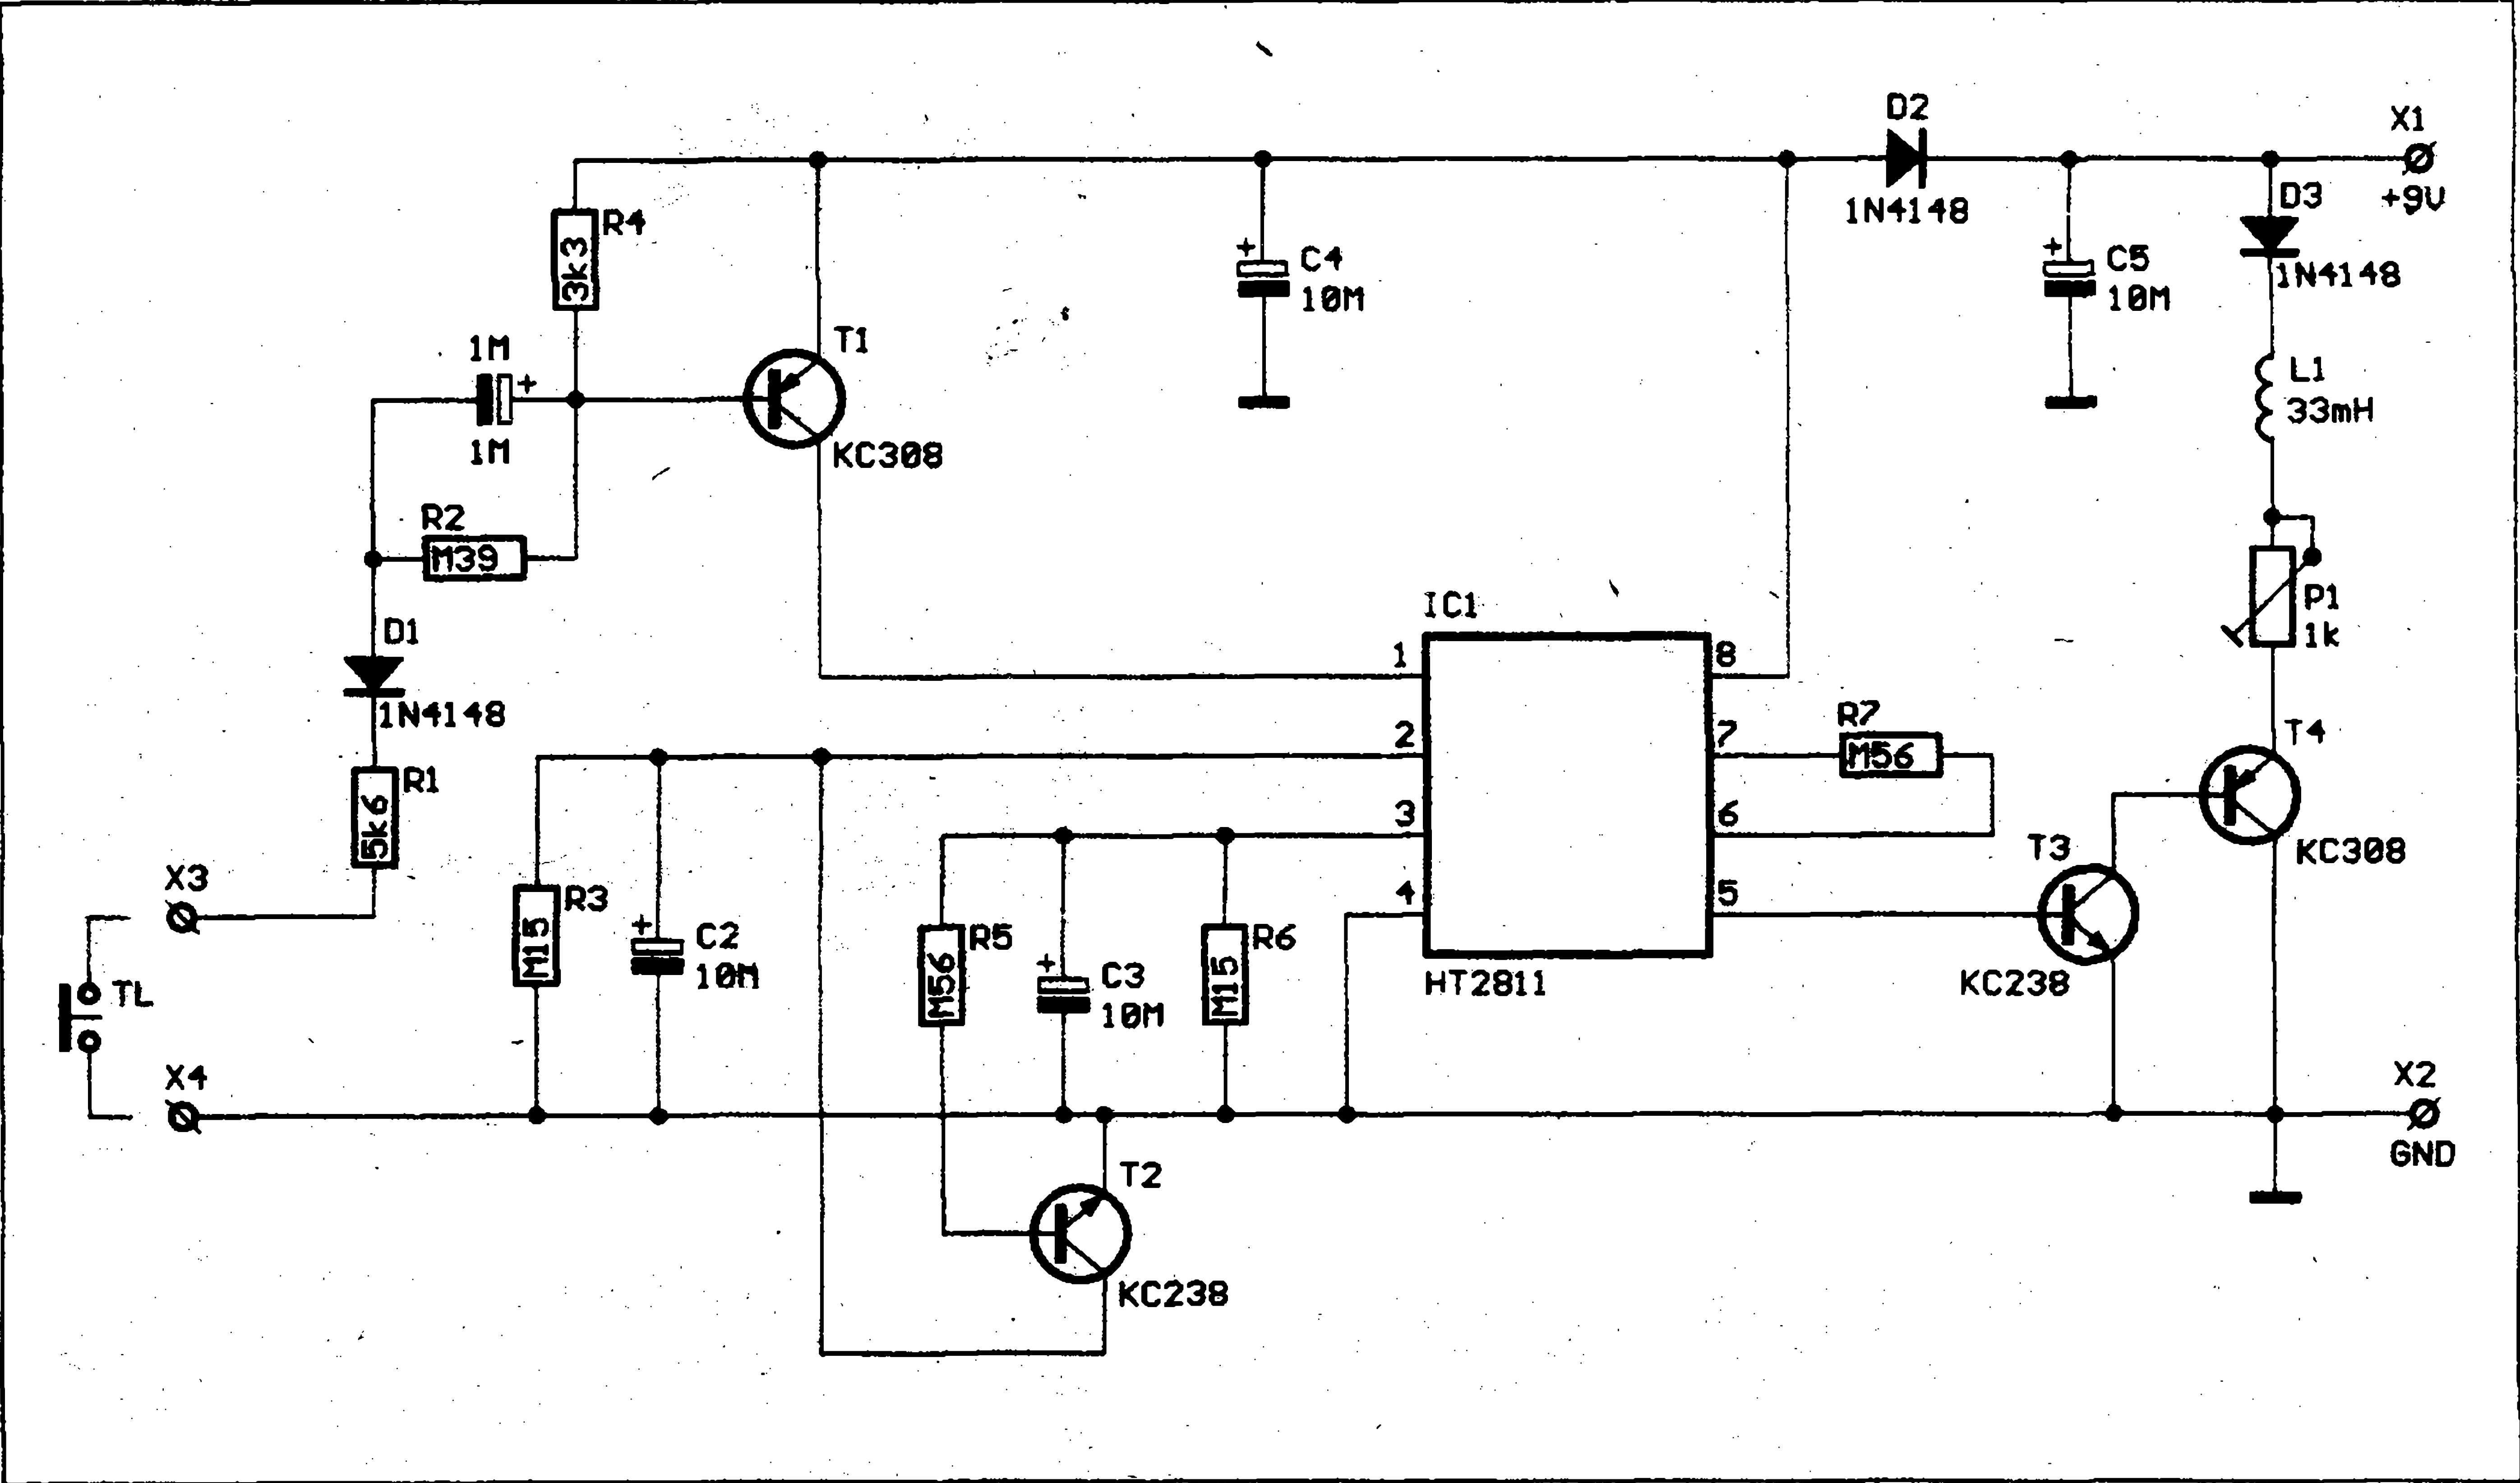 D2
X1
1N4148
D3
+9V
R4
3k3
+
C4
10M
+
C5
10M
1N4148
1M
+
1M
T1
KC308
L1
33mH
R2
M39
D1
1N4148
IC1
P1
1k
1
8
2
7
R7
M56
T4
KC308
R1
5k6
3
6
T3
KC238
X3
4
5
HT2811
R3
M15
+
C2
10M
R5
M56
+
C3
10M
R6
M15
TL
X4
X2
GND
T2
KC238